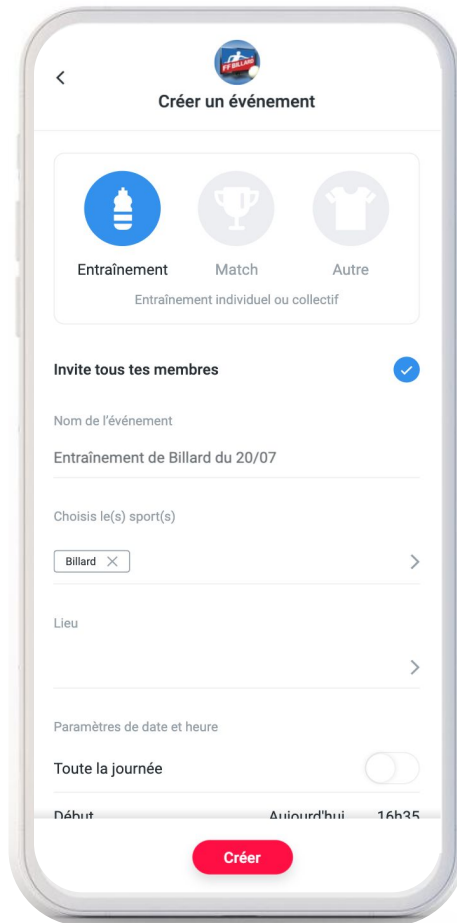 FF BILLARD
Créer un événement
Entraînement Match Autre
Entraînement individuel ou collectif
Invite tous tes membres
Nom de l'événement
Entraînement de Billard du 20/07
Choisis le(s) sport(s)
Billard
Lieu
Paramètres de date et heure
Toute la journée
Début Aujourd'hui 16h35
Créer